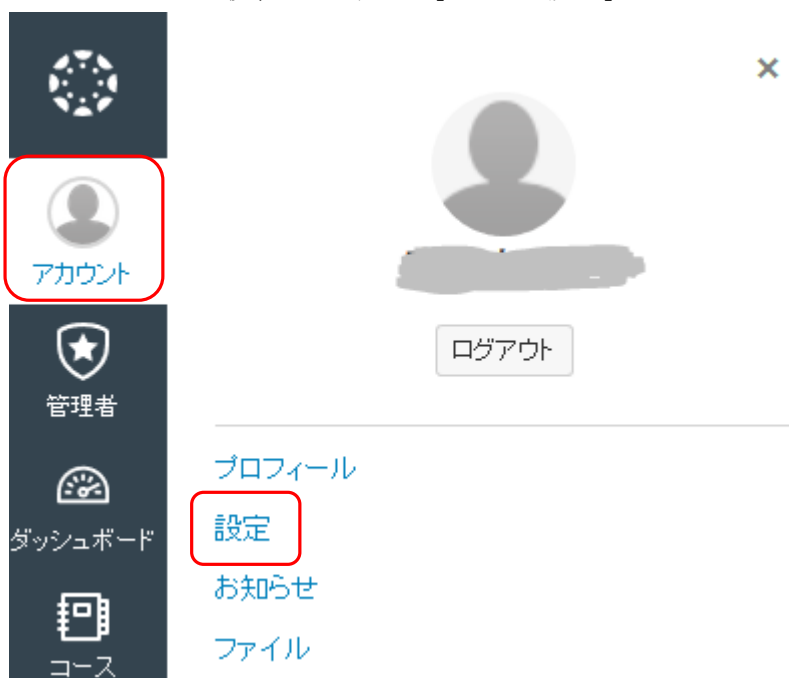 アカウント
管理者
ダッシュボード
コース
ログアウト
プロフィール
設定
お知らせ
ファイル